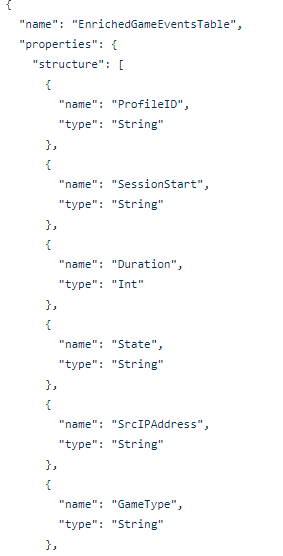 {
"name": "EnrichedGameEventsTable",
"properties": {
"structure": [
{
"name": "ProfileID",
"type": "String"
},
{
"name": "SessionStart",
"type": "String"
},
{
"name": "Duration",
"type": "Int"
},
{
"name": "State",
"type": "String"
},
{
"name": "SrcIPAddress",
"type": "String"
},
{
"name": "GameType",
"type": "String"
},